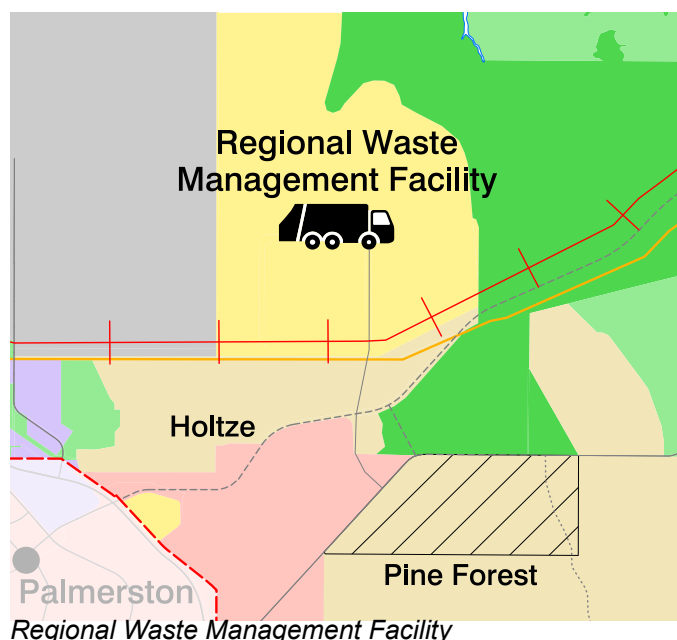 Regional Waste
Management Facility
Holtze
Pine Forest
Palmerston
Regional Waste Management Facility